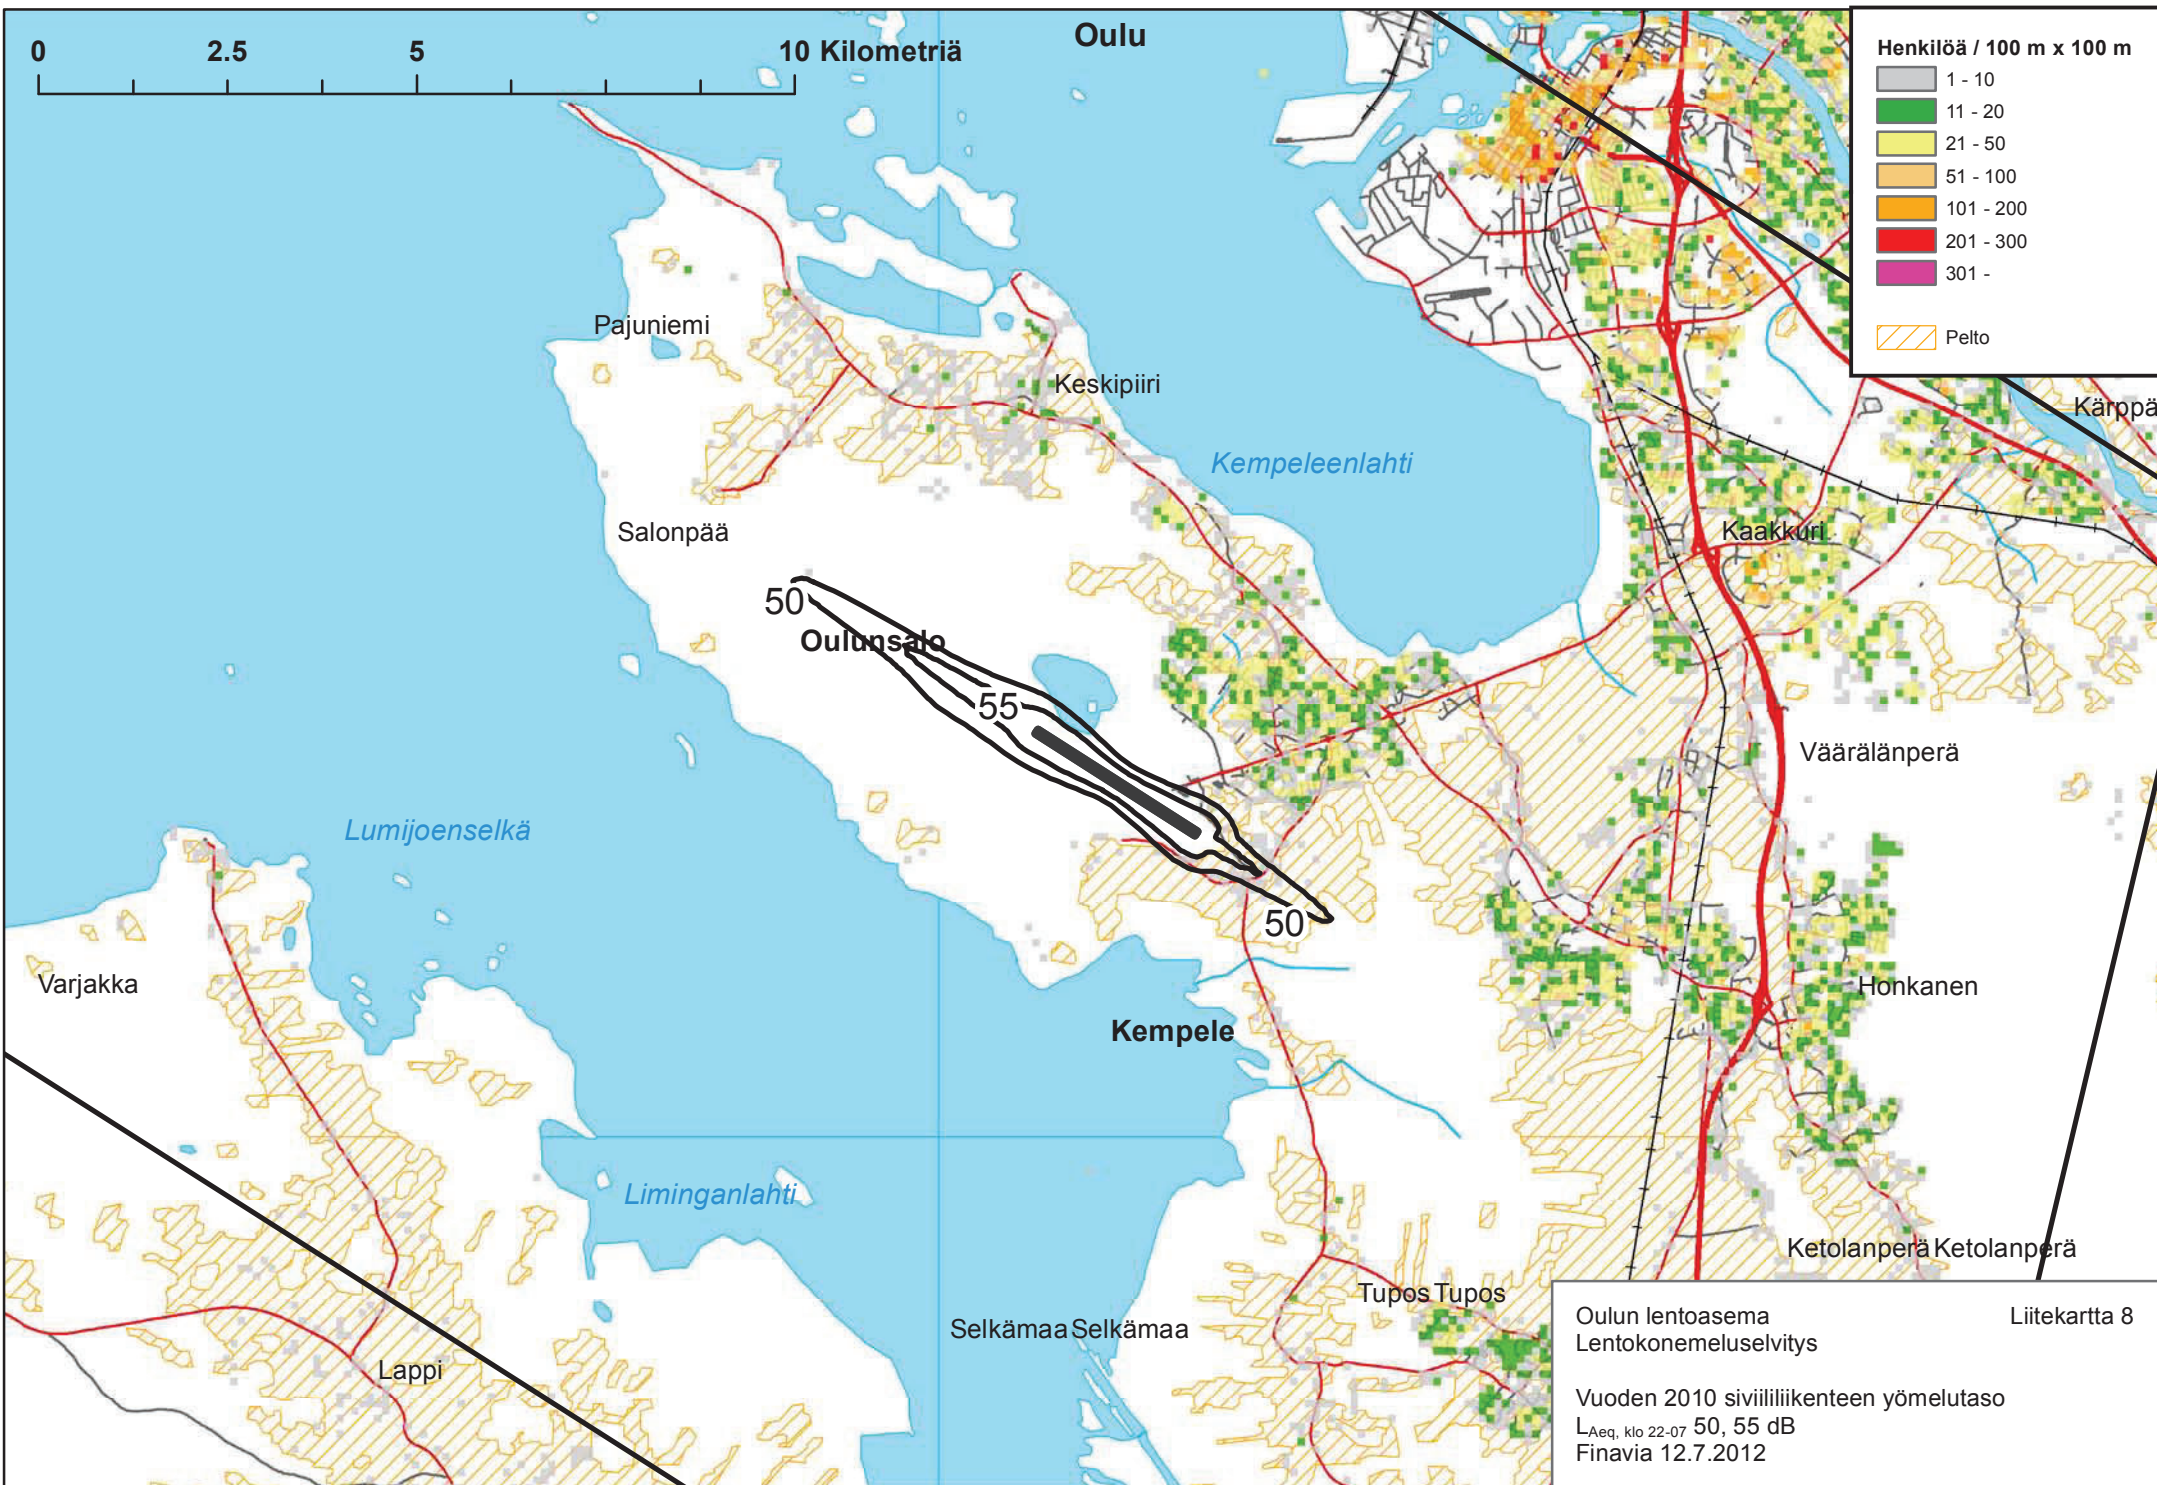 0 2.5 5 10 Kilometriä
Oulu
Henkilöä / 100 m x 100 m
1 - 10
11 - 20
21 - 50
51 - 100
101 - 200
201 - 300
301 -
Pelto
Pajuniemi
Keskipiiri
Kärppä
Kempeleenlahti
Salonpää
Kaakkuri
50
Oulunsalo
55
Väärälänperä
Lumijoenselkä
50
Varjakka
Honkanen
Kempele
Liminganlahti
Ketolanperä Ketolanperä
Tupos Tupos
Selkämaa Selkämaa
Lappi
Oulun lentoasema Liitekartta 8
Lentokonemeluselvitys
Vuoden 2010 siviililiikenteen yömelutaso
LAeq, klo 22-07 50, 55 dB
Finavia 12.7.2012